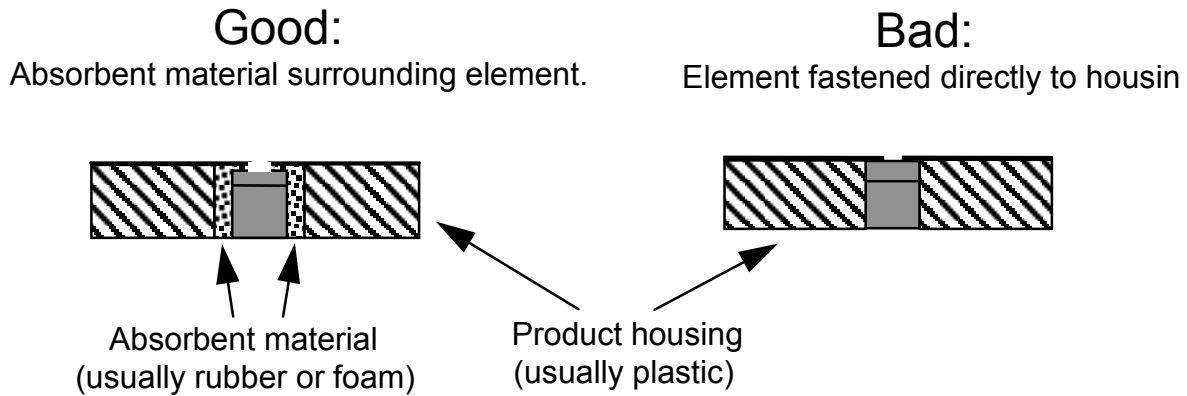 Good:
Absorbent material surrounding element.
Bad:
Element fastened directly to housin
Absorbent material
(usually rubber or foam)
Product housing
(usually plastic)